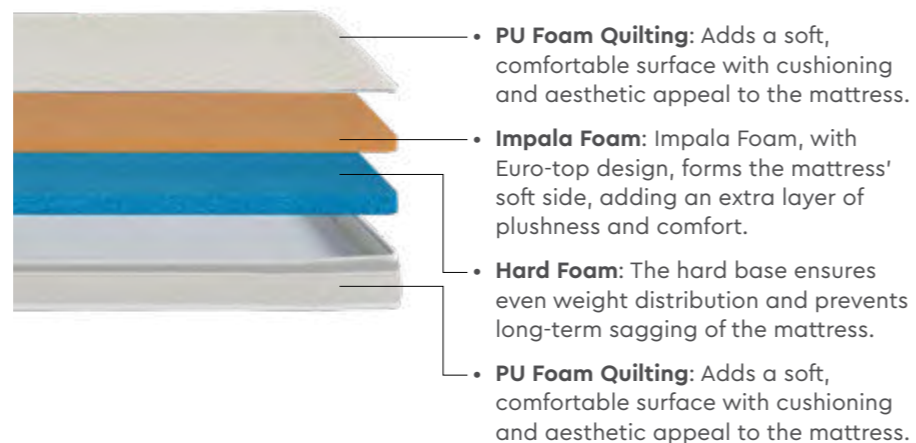 • PU Foam Quilting: Adds a soft,
comfortable surface with cushioning
and aesthetic appeal to the mattress.
• Impala Foam: Impala Foam, with
Euro-top design, forms the mattress'
soft side, adding an extra layer of
plushness and comfort.
• Hard Foam: The hard base ensures
even weight distribution and prevents
long-term sagging of the mattress.
• PU Foam Quilting: Adds a soft,
comfortable surface with cushioning
and aesthetic appeal to the mattress.